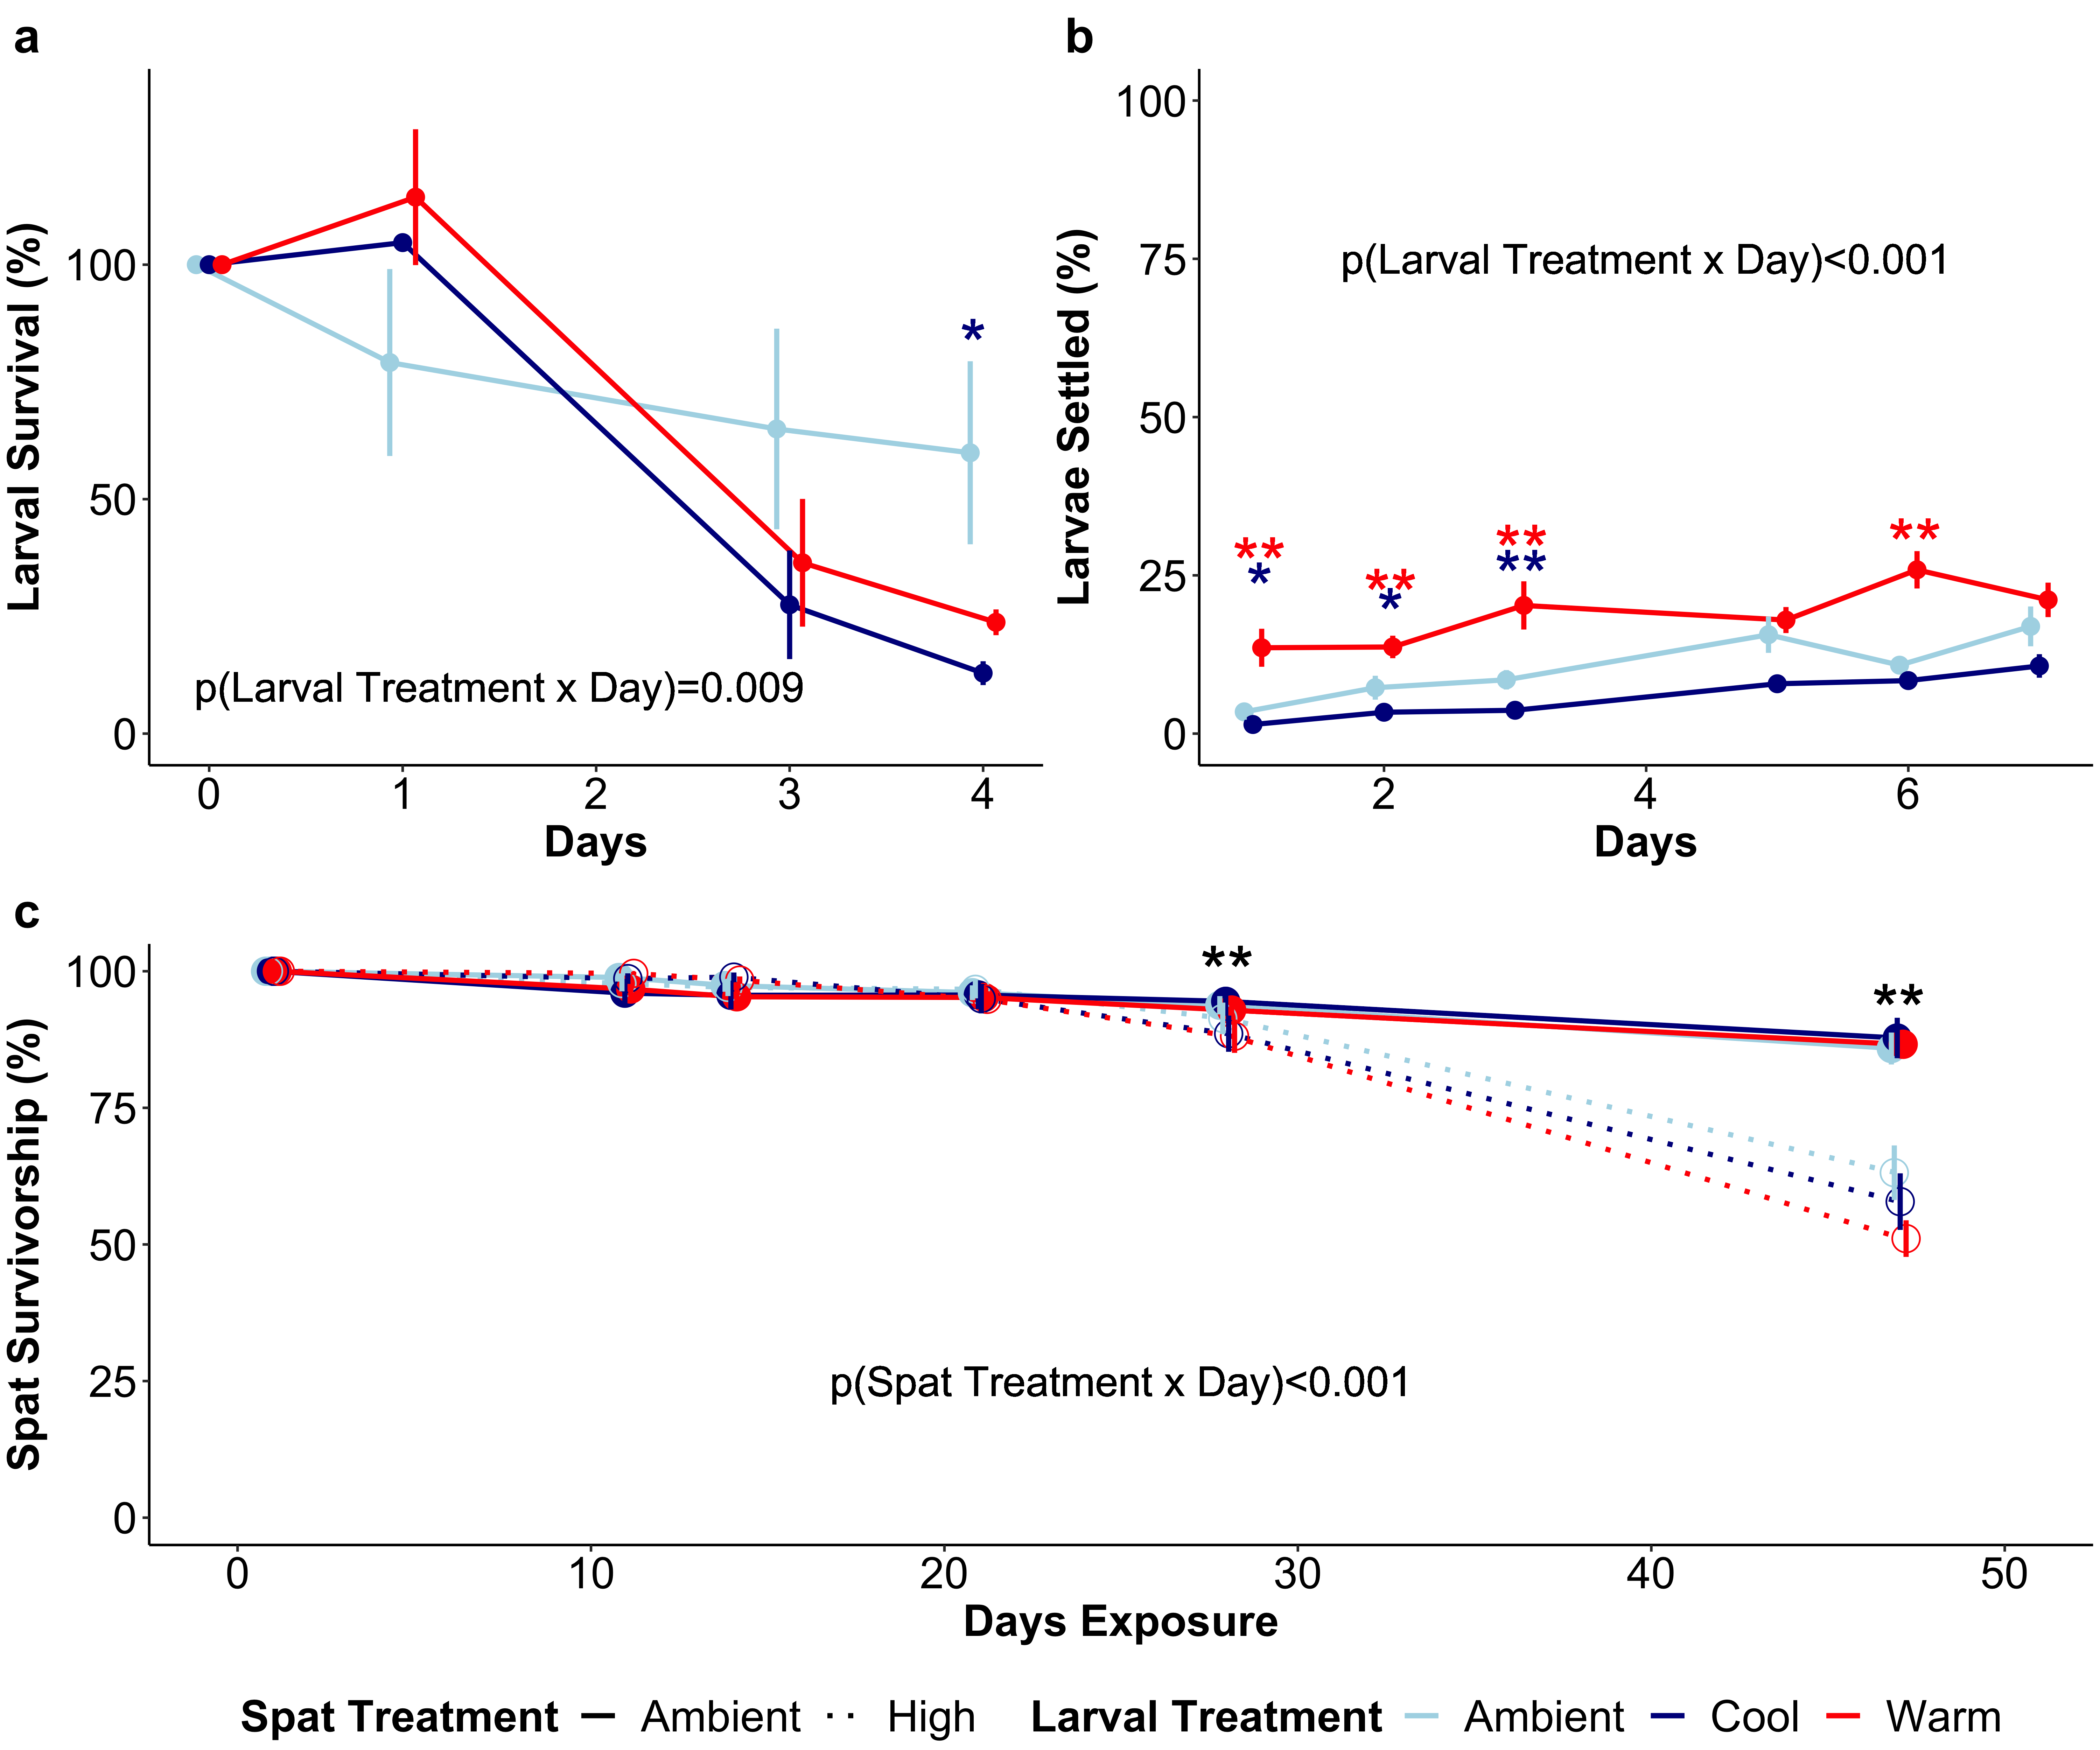 a
Larval Survival (%)
100
50
0
*
p(Larval Treatment x Day)=0.009
0 1 2 3 4
Days
b
Larvae Settled (%)
100
75
50
25
0
p(Larval Treatment x Day)<0.001
** ** **
* ** **
*
0 2 4 6
Days
c
Spat Survivorship (%)
100
75
50
25
0
**
**
p(Spat Treatment x Day)<0.001
0 10 20 30 40 50
Days Exposure
Spat Treatment Ambient High Larval Treatment Ambient Cool Warm